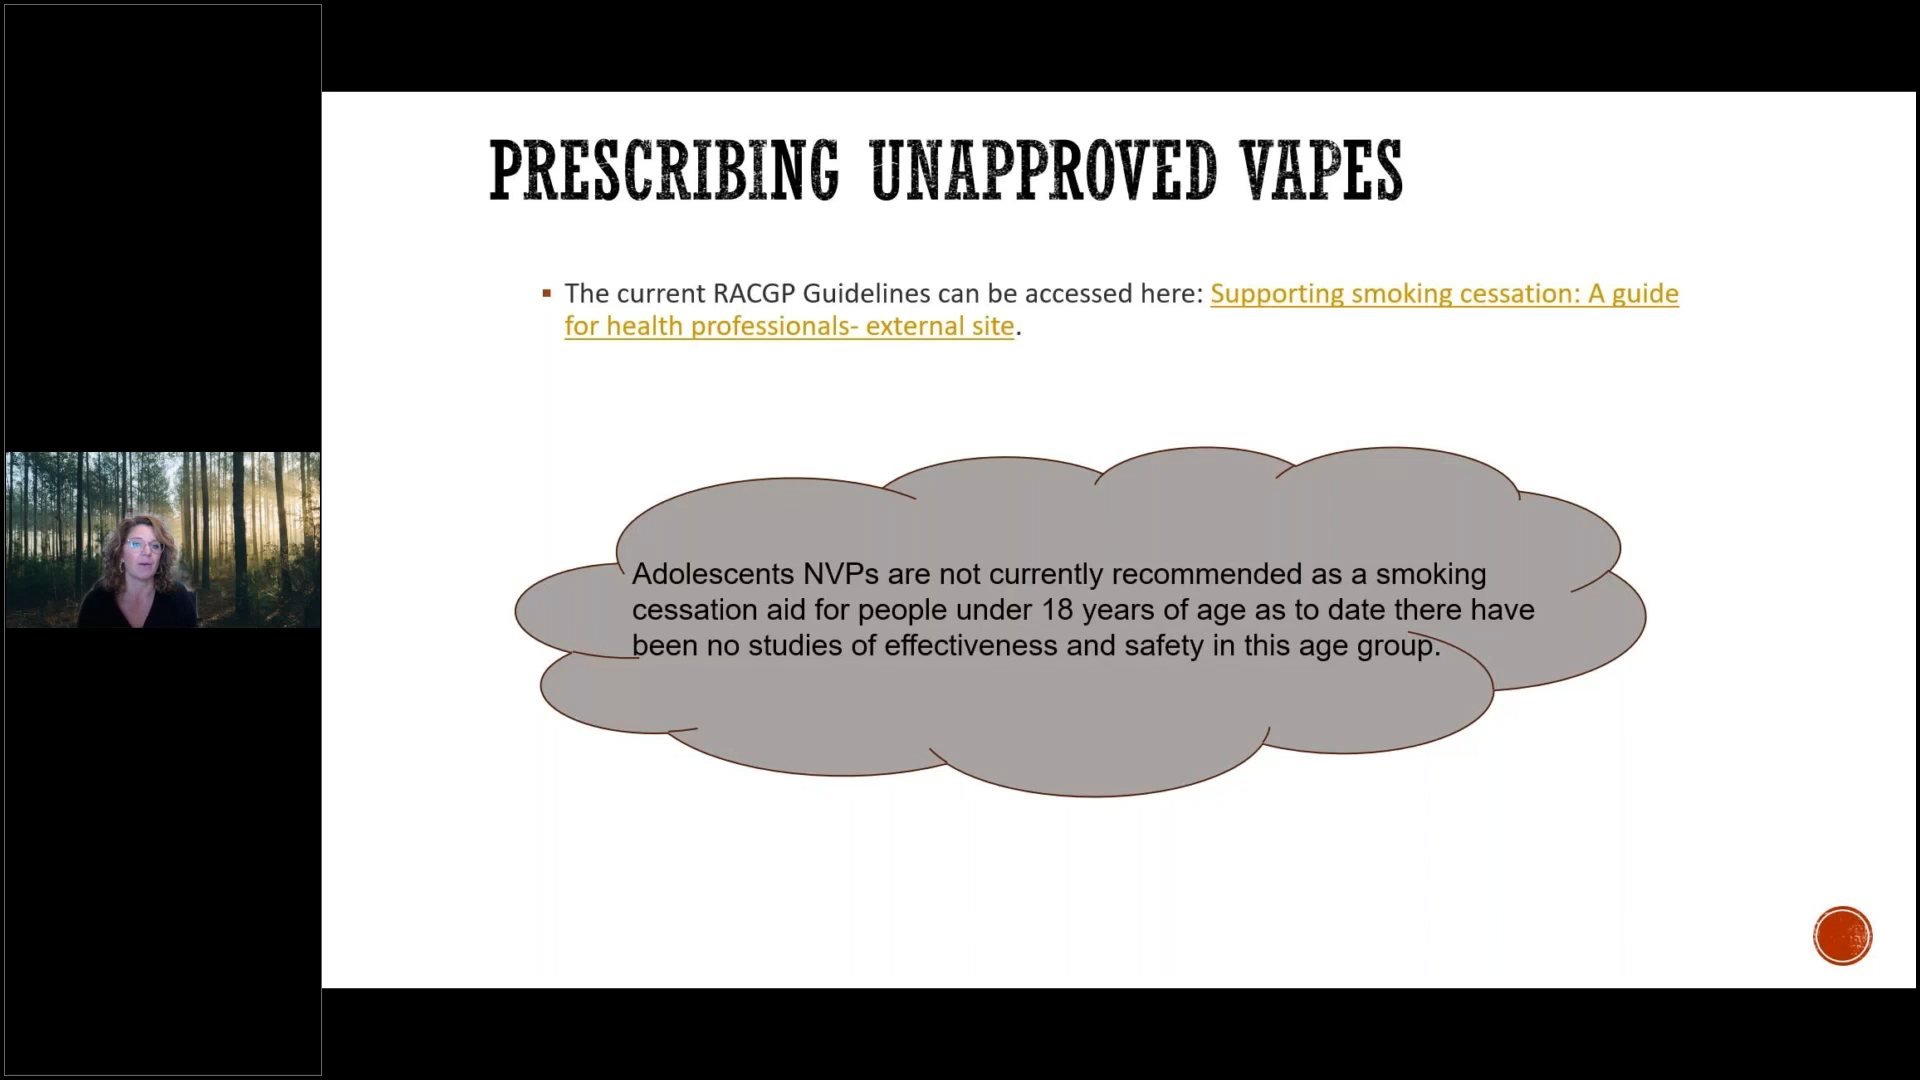 PRESCRIBING UNAPPROVED VAPES
The current RACGP Guidelines can be accessed here: Supporting smoking cessation: A guide
for health professionals- external site.
Adolescents NVPs are not currently recommended as a smoking
cessation aid for people under 18 years of age as to date there have
been no studies of effectiveness and safety in this age group.